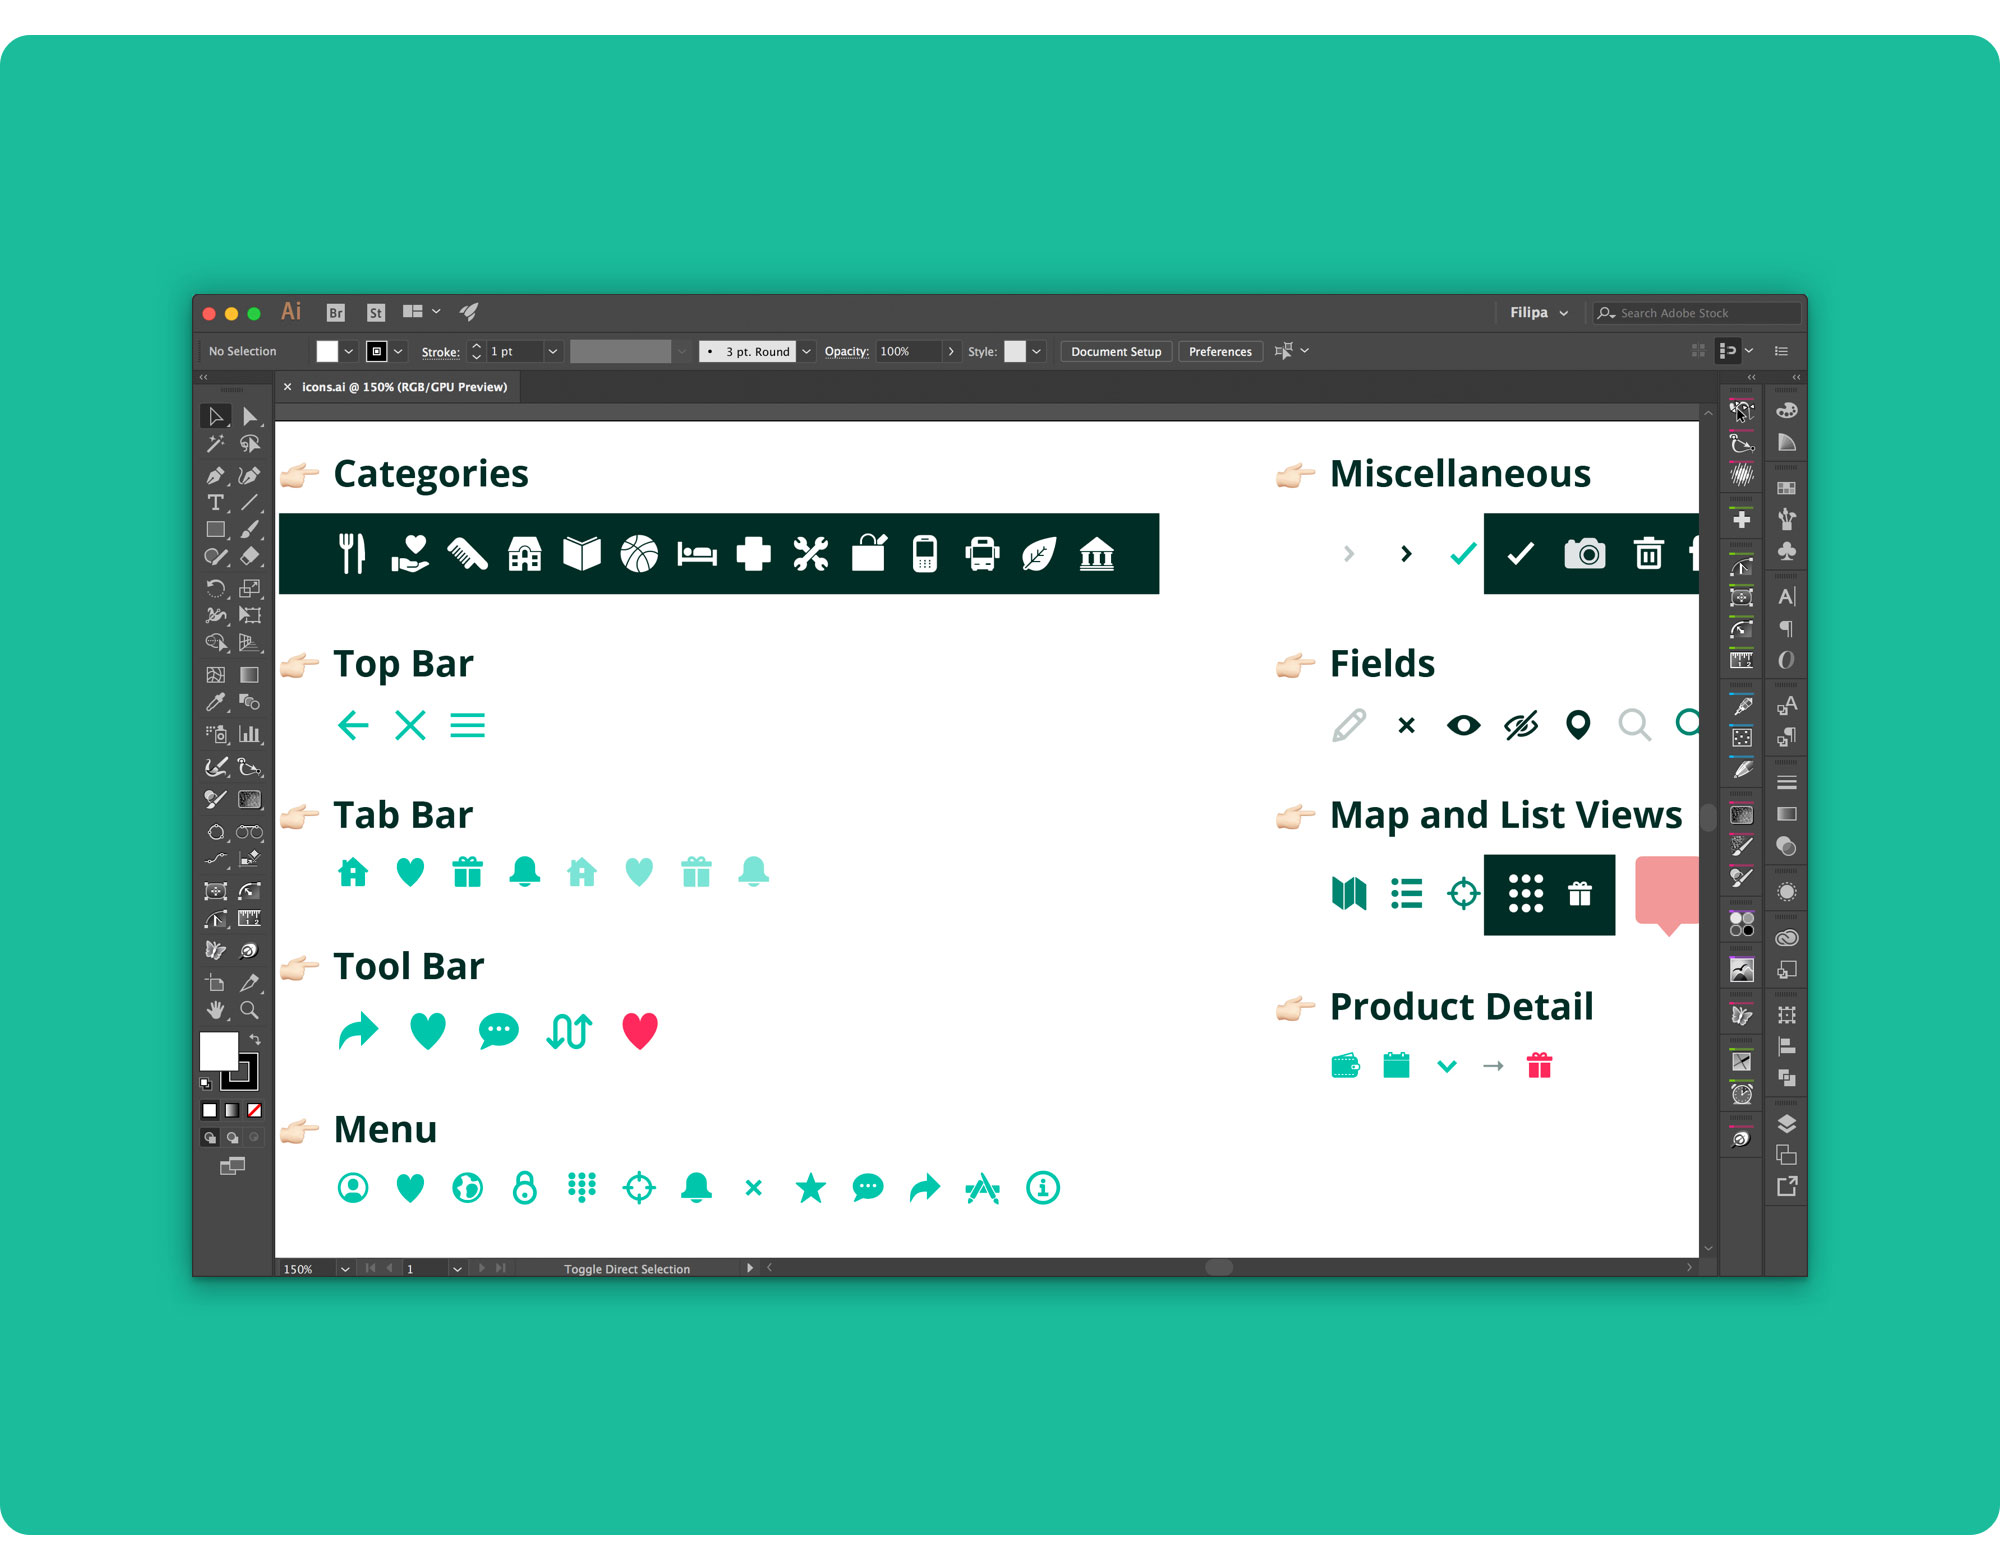 Ai Br St Filipa Search Adobe Stock
No Selection Stroke: 1 pt • 3 pt. Round Opacity: 100% Style: Document Setup Preferences
× icons.ai @ 150% (RGB/GPU Preview)
Categories
Miscellaneous
Top Bar
Fields
Tab Bar
Map and List Views
Tool Bar
Product Detail
Menu
150% 1 Toggle Direct Selection